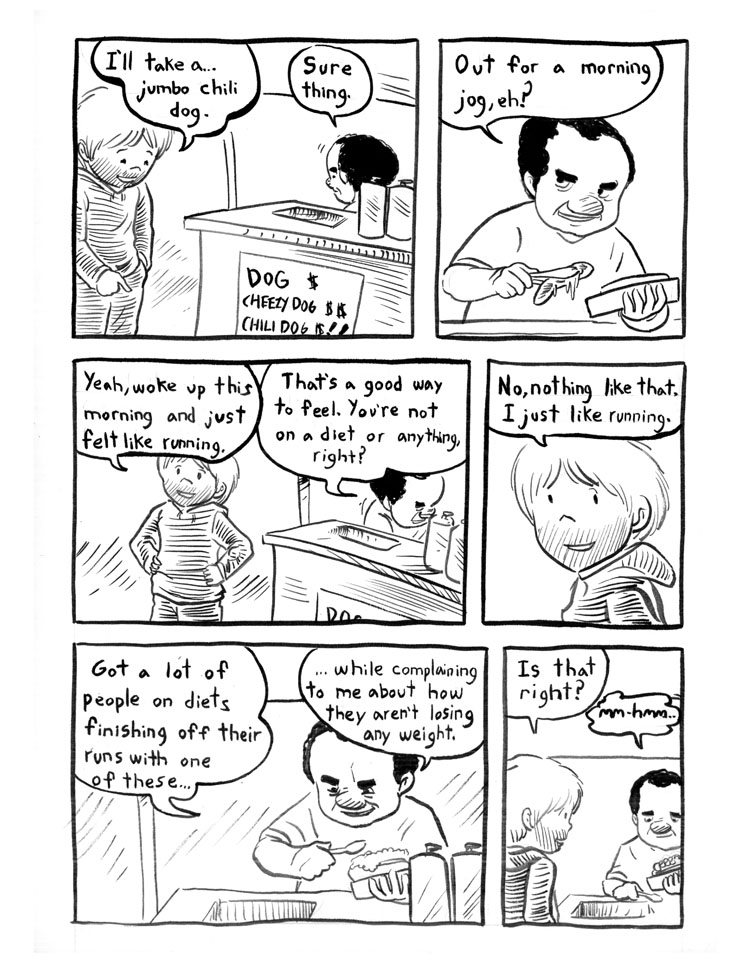 I'll take a...
jumbo chili
dog.
Sure
thing.
DOG $
CHEEZY DOG $$
CHILI DOG $!!
Out for a morning
jog, eh?
Yeah, woke up this
morning and just
felt like running.
That's a good way
to feel. You're not
on a diet or anything,
right?
DOG
No, nothing like that.
I just like running.
Got a lot of
people on diets
finishing off their
runs with one
of these...
... while complaining
to me about how
they aren't losing
any weight.
Is that
right?
mm-hmm..